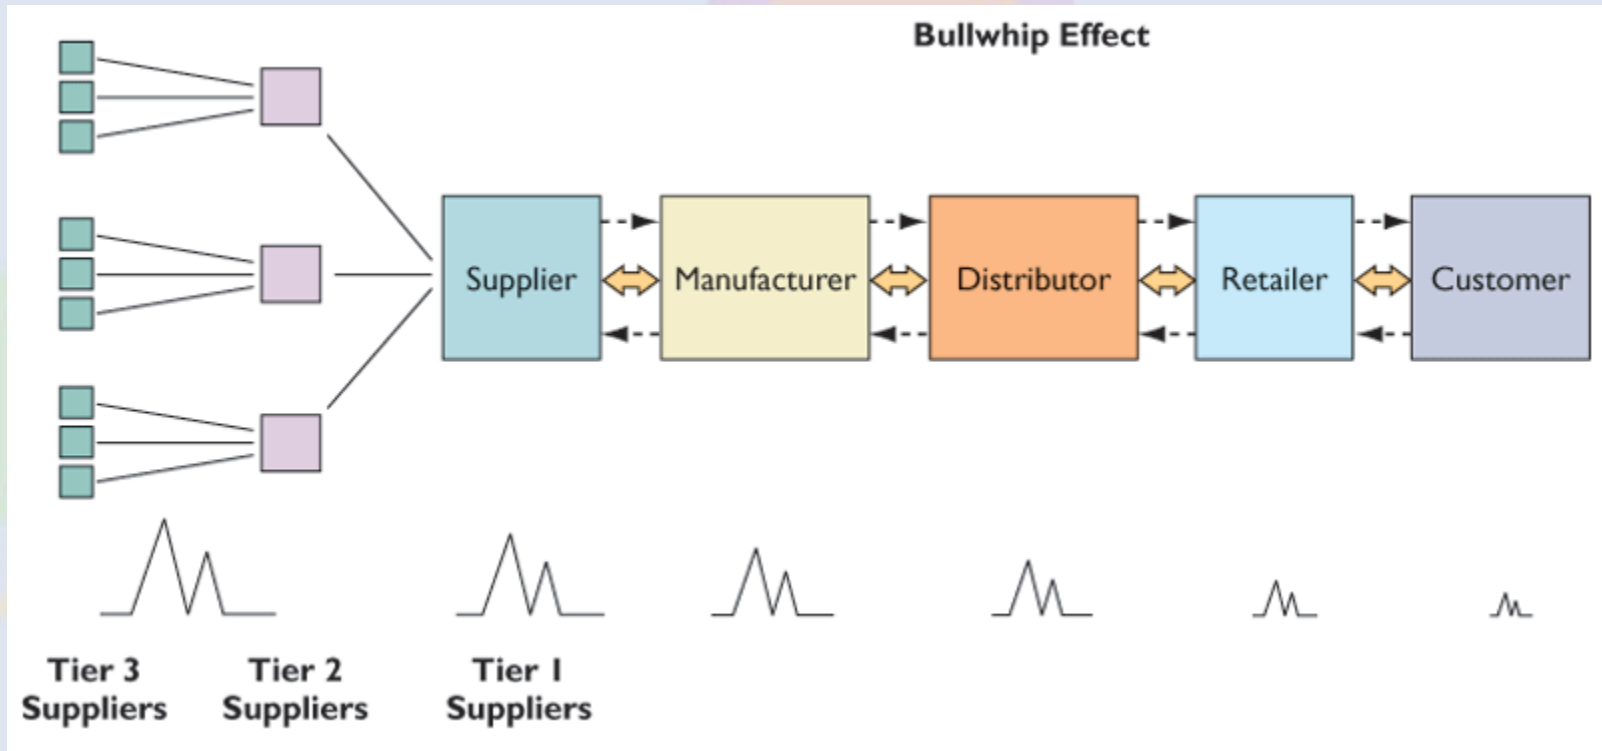 Bullwhip Effect
Supplier
Manufacturer
Distributor
Retailer
Customer
Tier 3
Suppliers
Tier 2
Suppliers
Tier 1
Suppliers